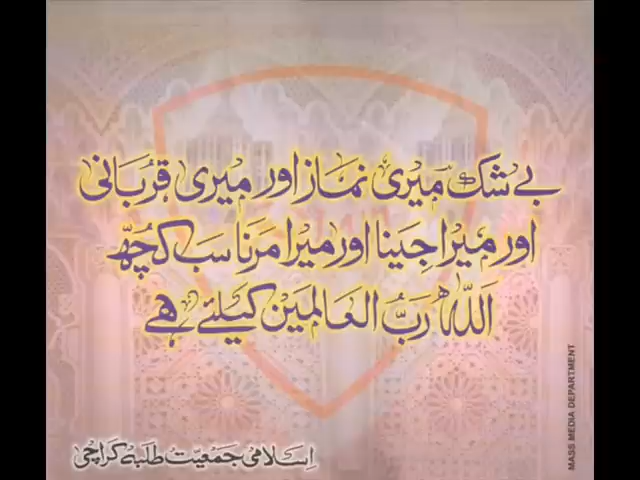 بے شک میری نماز اور میری قربانی
اور میرا جینا اور میرا مرنا سب کچھ
اللہ رب العالمین کیلئے ہے
اسلامی جمعیت طلبہ کراچی
MASS MEDIA DEPARTMENT